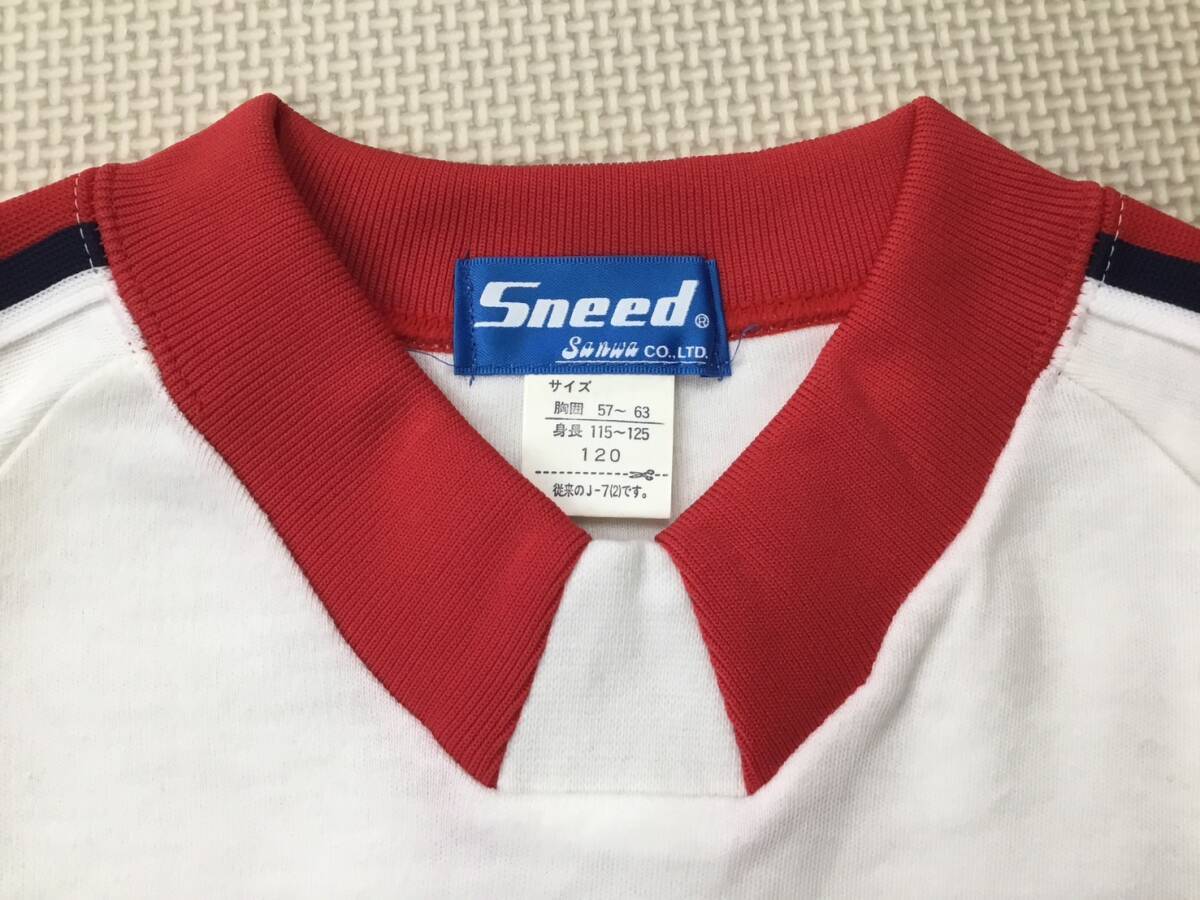 Sneed®
Sanwa CO.,LTD.
サイズ
胸囲 57～63
身長 115～125
120
従来のJ-7(2)です。